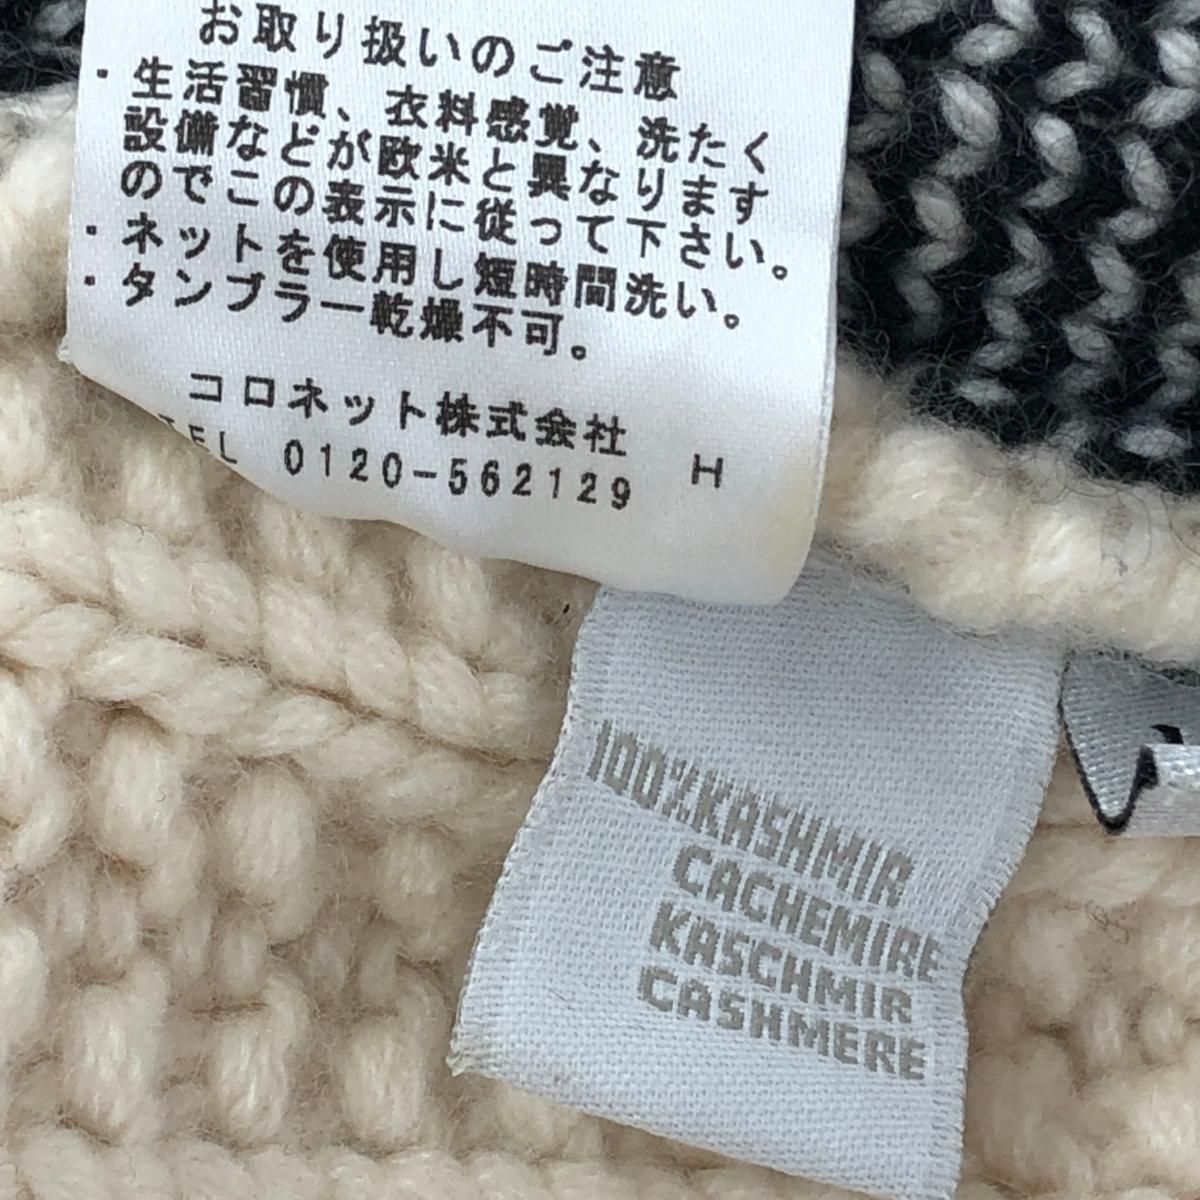 お取り扱いのご注意
・生活習慣、衣料感覚、洗たく
設備などが欧米と異なります
のでこの表示に従って下さい。
・ネットを使用し短時間洗い。
・タンブラー乾燥不可。
コロネット株式会社
TEL 0120-562129 H
100%KASHMIR
CACHEMIRE
KASCHMIR
CASHMERE